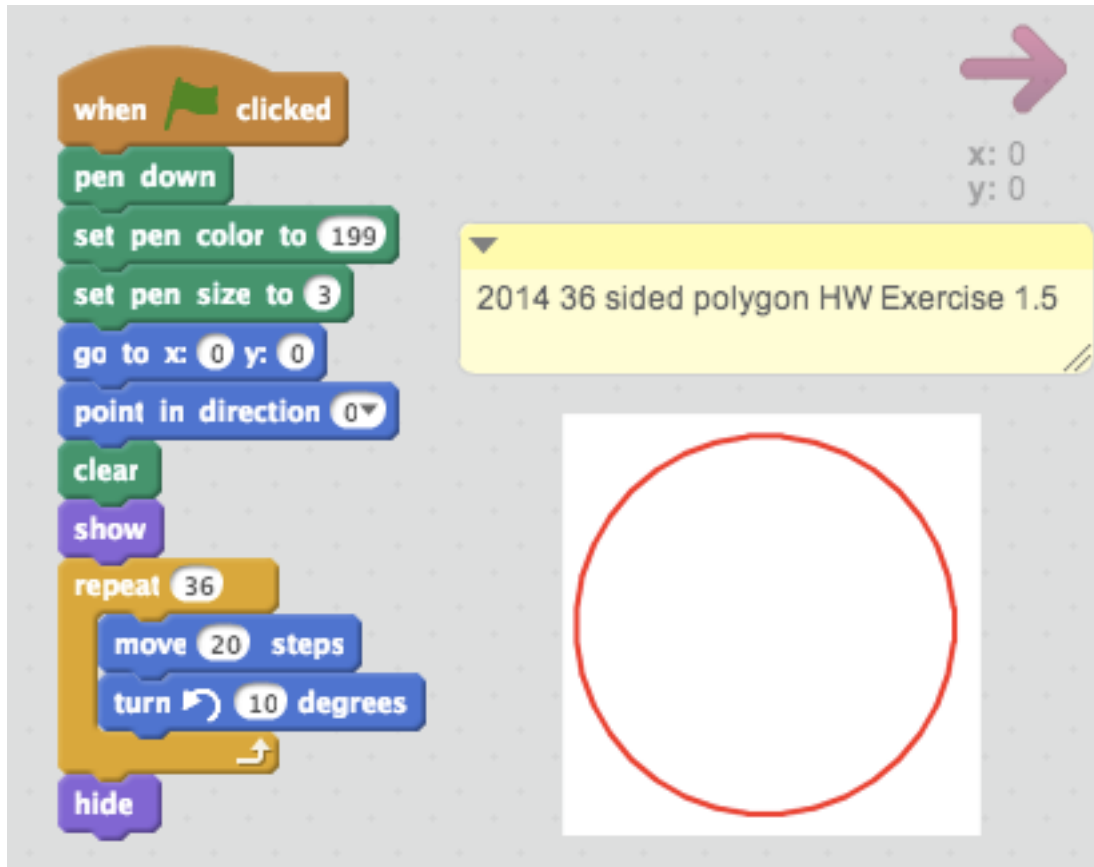 when clicked
pen down
set pen color to 199
set pen size to 3
go to x: 0 y: 0
point in direction 0
clear
show
repeat 36
move 20 steps
turn 10 degrees
hide
x: 0
y: 0
2014 36 sided polygon HW Exercise 1.5